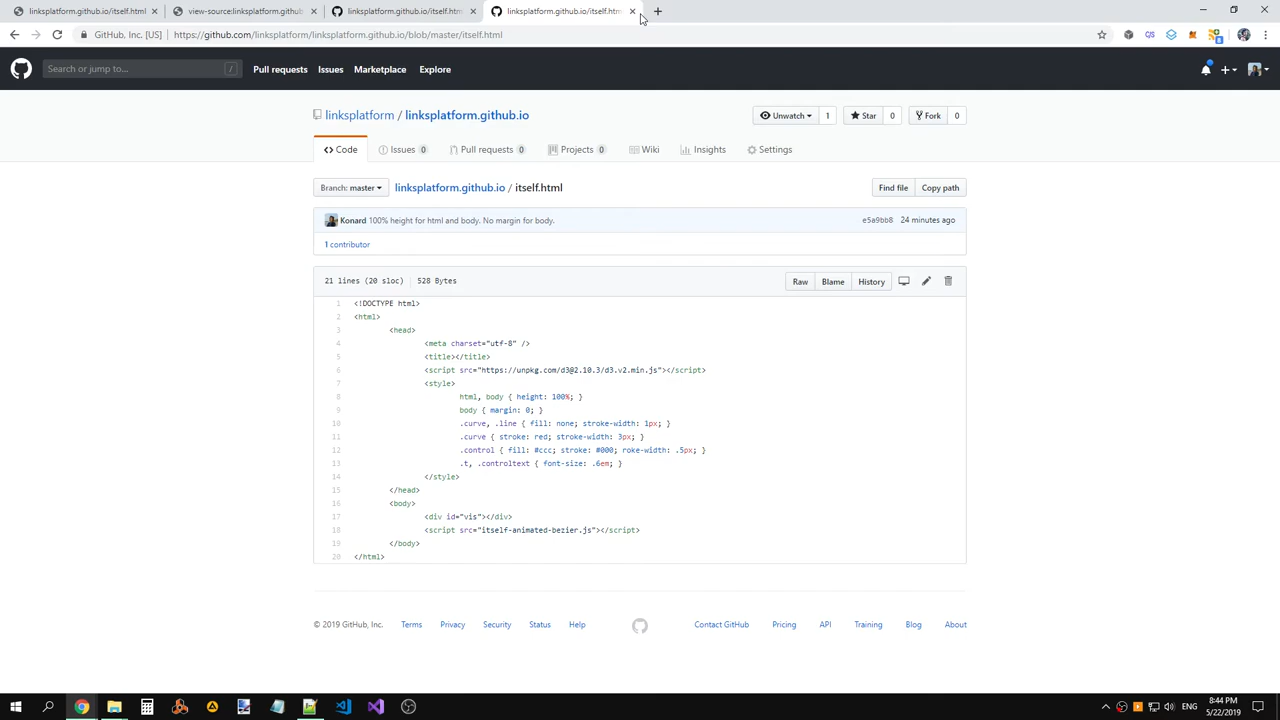 linksplatform.github.io/itself.html
view-source:linksplatform.github
linksplatform.github.io/itself.htm
linksplatform.github.io/itself.htm
GitHub, Inc. [US]
https://github.com/linksplatform/linksplatform.github.io/blob/master/itself.html
Search or jump to...
/
Pull requests
Issues
Marketplace
Explore
linksplatform / linksplatform.github.io
Unwatch 1
Star 0
Fork 0
Code
Issues 0
Pull requests 0
Projects 0
Wiki
Insights
Settings
Branch: master
linksplatform.github.io / itself.html
Find file
Copy path
Konard 100% height for html and body. No margin for body.
e5a9bb8 24 minutes ago
1 contributor
21 lines (20 sloc) 528 Bytes
Raw
Blame
History
1 <!DOCTYPE html>
2 <html>
3 <head>
4 <meta charset="utf-8" />
5 <title></title>
6 <script src="https://unpkg.com/d3@2.10.3/d3.v2.min.js"></script>
7 <style>
8 html, body { height: 100%; }
9 body { margin: 0; }
10 .curve, .line { fill: none; stroke-width: 1px; }
11 .curve { stroke: red; stroke-width: 3px; }
12 .control { fill: #ccc; stroke: #000; roke-width: .5px; }
13 .t, .controltext { font-size: .6em; }
14 </style>
15 </head>
16 <body>
17 <div id="vis"></div>
18 <script src="itself-animated-bezier.js"></script>
19 </body>
20 </html>
© 2019 GitHub, Inc.
Terms
Privacy
Security
Status
Help
Contact GitHub
Pricing
API
Training
Blog
About
ENG
8:44 PM
5/22/2019